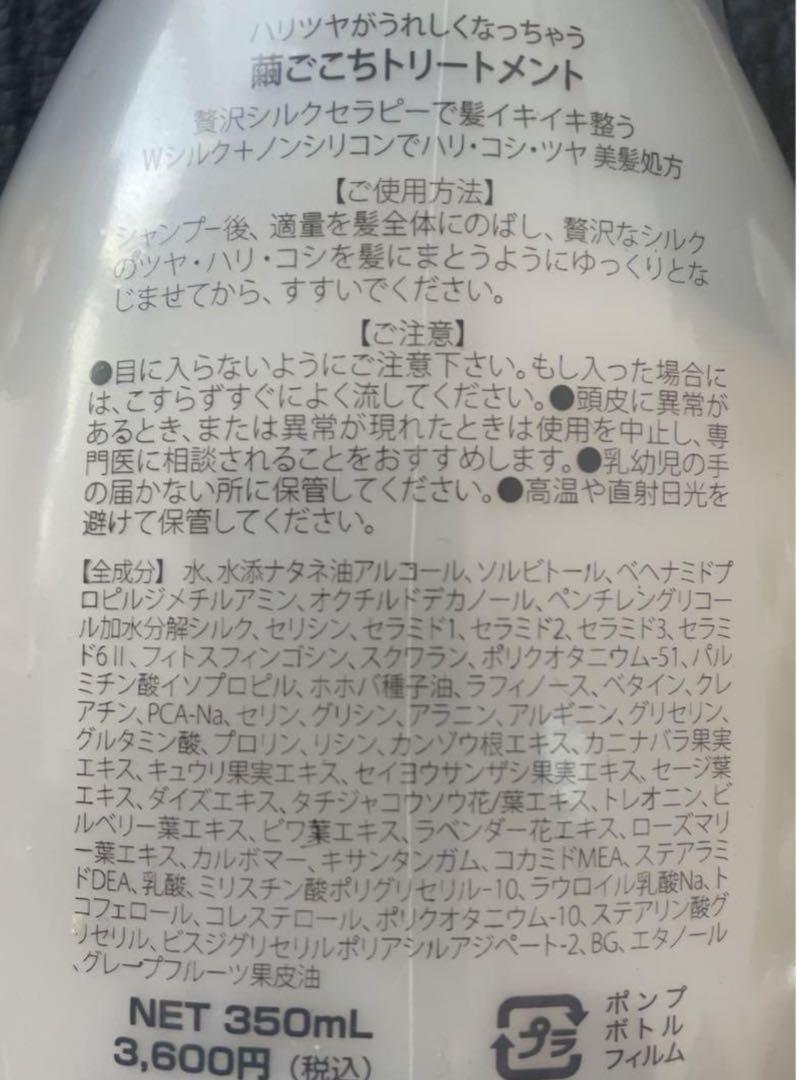 ハリツヤがうれしくなっちゃう
繭ごこちトリートメント
贅沢シルクセラピーで髪イキイキ整う
Wシルク+ノンシリコンでハリ・コシ・ツヤ 美髪処方
【ご使用方法】
シャンプー後、適量を髪全体にのばし、贅沢なシルク
のツヤ・ハリ・コシを髪にまとうようにゆっくりとな
じませてから、すすいでください。
【ご注意】
●目に入らないようにご注意下さい。もし入った場合に
は、こすらずすぐによく流してください。●頭皮に異常が
あるとき、または異常が現れたときは使用を中止し、専
門医に相談されることをおすすめします。●乳幼児の手
の届かない所に保管してください。●高温や直射日光を
避けて保管してください。
【全成分】 水、水添ナタネ油アルコール、ソルビトール、ベヘナミドプ
ロピルジメチルアミン、オクチルドデカノール、ペンチレングリコー
ル加水分解シルク、セリシン、セラミド1、セラミド2、セラミド3、セラミ
ド6Ⅱ、フィトスフィンゴシン、スクワラン、ポリクオタニウム-51、パル
ミチン酸イソプロピル、ホホバ種子油、ラフィノース、ベタイン、クレ
アチン、PCA-Na、セリン、グリシン、アラニン、アルギニン、グリセリン、
グルタミン酸、プロリン、リシン、カンゾウ根エキス、カニナバラ果実
エキス、キュウリ果実エキス、セイヨウサンザシ果実エキス、セージ葉
エキス、ダイズエキス、タチジャコウソウ花/葉エキス、トレオニン、ビ
ルベリー葉エキス、ビワ葉エキス、ラベンダー花エキス、ローズマリ
ー葉エキス、カルボマー、キサンタンガム、コカミドMEA、ステアラミ
ドDEA、乳酸、ミリスチン酸ポリグリセリル-10、ラウロイル乳酸Na、ト
コフェロール、コレステロール、ポリクオタニウム-10、ステアリン酸グ
リセリル、ビスジグリセリルポリアシルアジペート-2、BG、エタノール
、グレープフルーツ果皮油
NET 350mL
3,600円（税込）
プラ
ポンプ
ボトル
フィルム